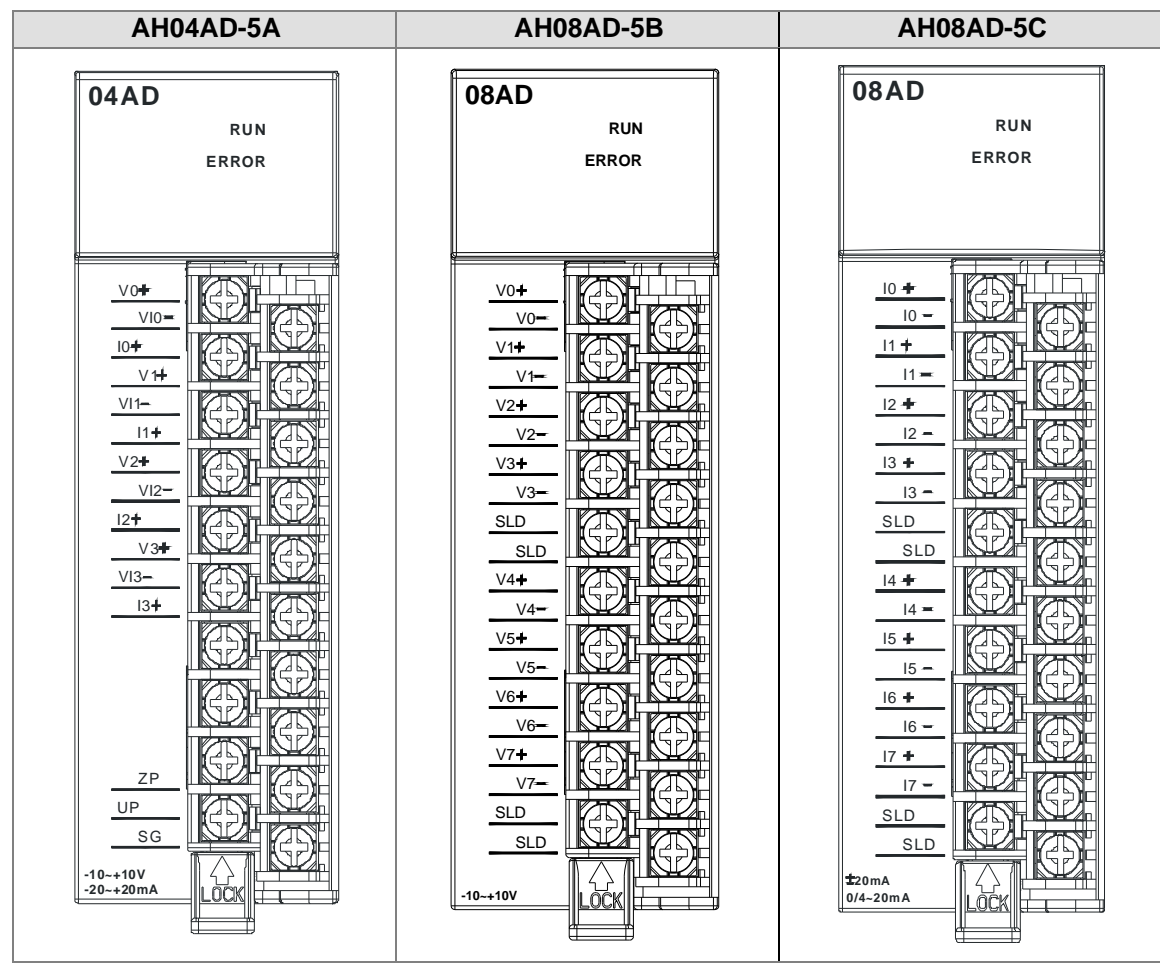 AH04AD-5A
04AD
RUN
ERROR
V0+
VI0-
I0+
V1+
VI1-
I1+
V2+
VI2-
I2+
V3+
VI3-
I3+
ZP
UP
SG
-10~+10V
-20~+20mA
LOCK
AH08AD-5B
08AD
RUN
ERROR
V0+
V0-
V1+
V1-
V2+
V2-
V3+
V3-
SLD
SLD
V4+
V4-
V5+
V5-
V6+
V6-
V7+
V7-
SLD
SLD
-10~+10V
LOCK
AH08AD-5C
08AD
RUN
ERROR
I0 +
I0 -
I1 +
I1 -
I2 +
I2 -
I3 +
I3 -
SLD
SLD
I4 +
I4 -
I5 +
I5 -
I6 +
I6 -
I7 +
I7 -
SLD
SLD
±20mA
0/4~20mA
LOCK